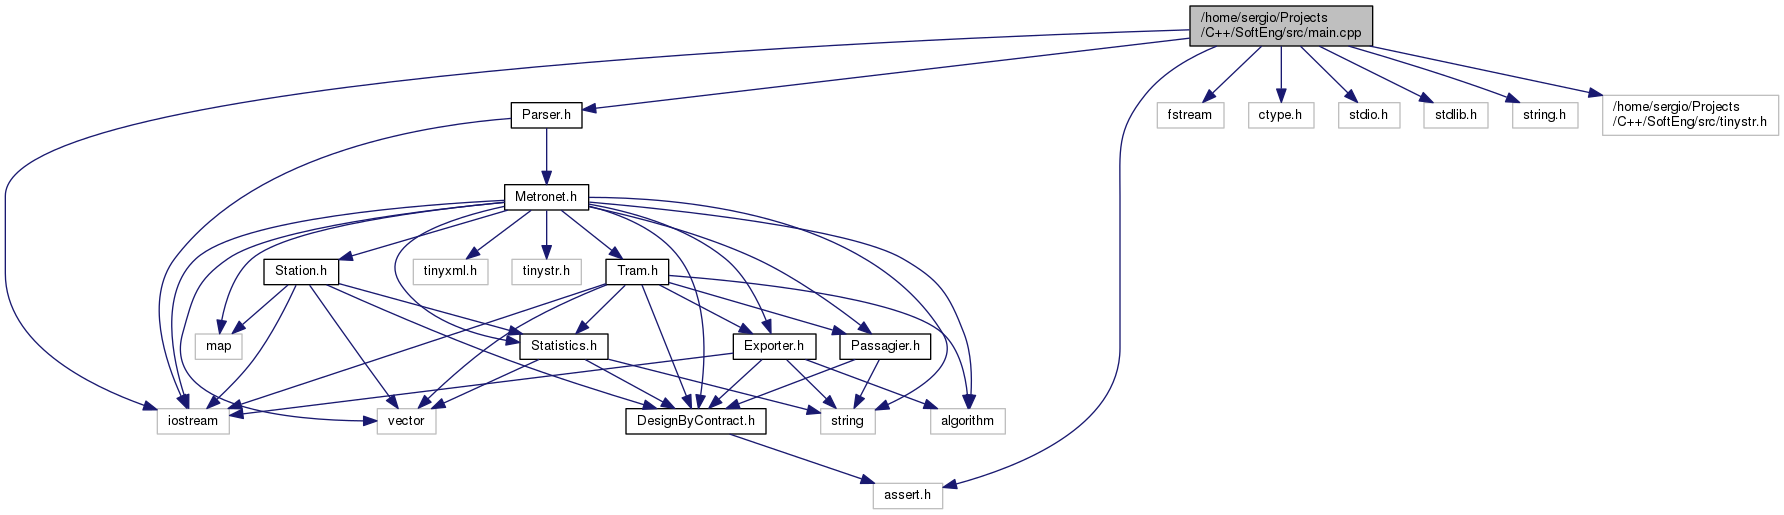 /home/sergio/Projects
/C++/SoftEng/src/main.cpp
Parser.h
fstream
ctype.h
stdio.h
stdlib.h
string.h
/home/sergio/Projects
/C++/SoftEng/src/tinystr.h
Metronet.h
Station.h
tinyxml.h
tinystr.h
Tram.h
map
Statistics.h
Exporter.h
Passagier.h
iostream
vector
DesignByContract.h
string
algorithm
assert.h